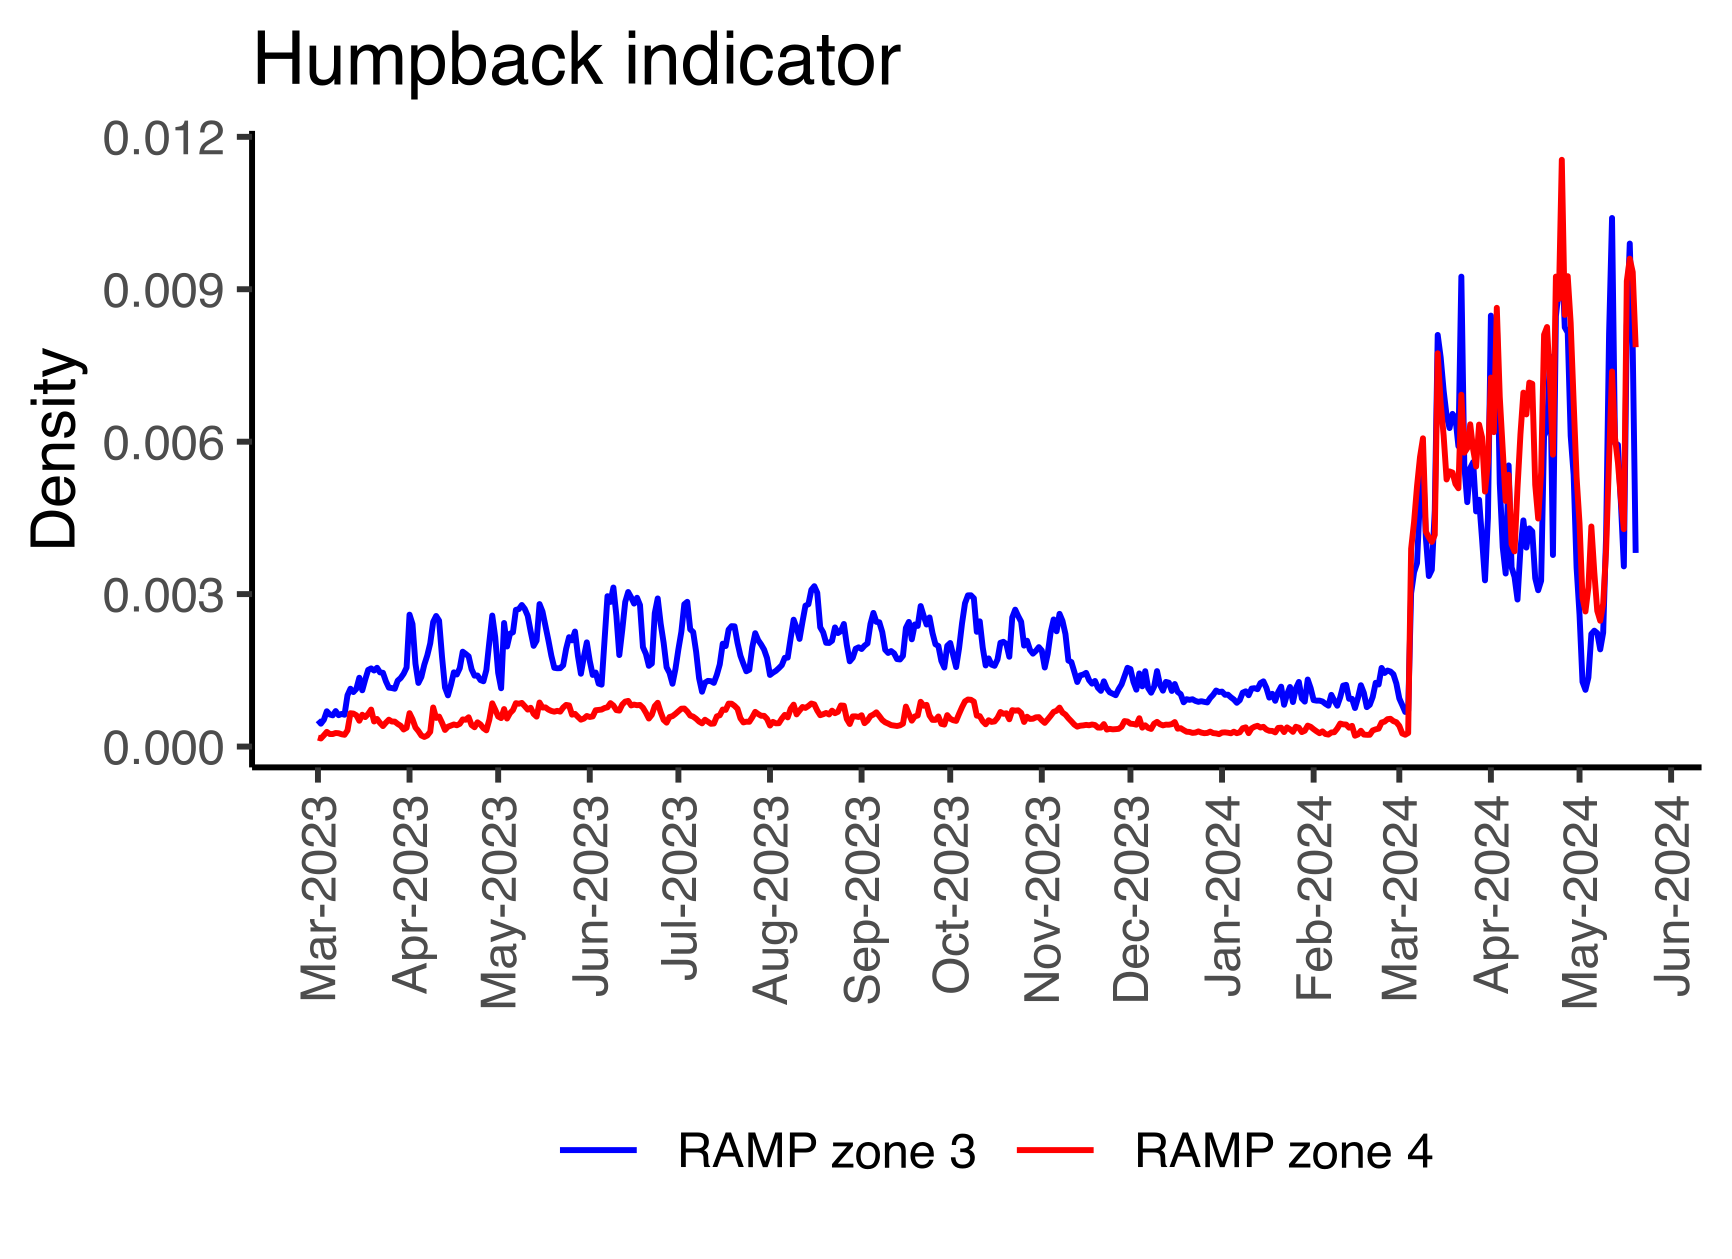 Humpback indicator
Density
0.012
0.009
0.006
0.003
0.000
Mar-2023
Apr-2023
May-2023
Jun-2023
Jul-2023
Aug-2023
Sep-2023
Oct-2023
Nov-2023
Dec-2023
Jan-2024
Feb-2024
Mar-2024
Apr-2024
May-2024
Jun-2024
RAMP zone 3
RAMP zone 4